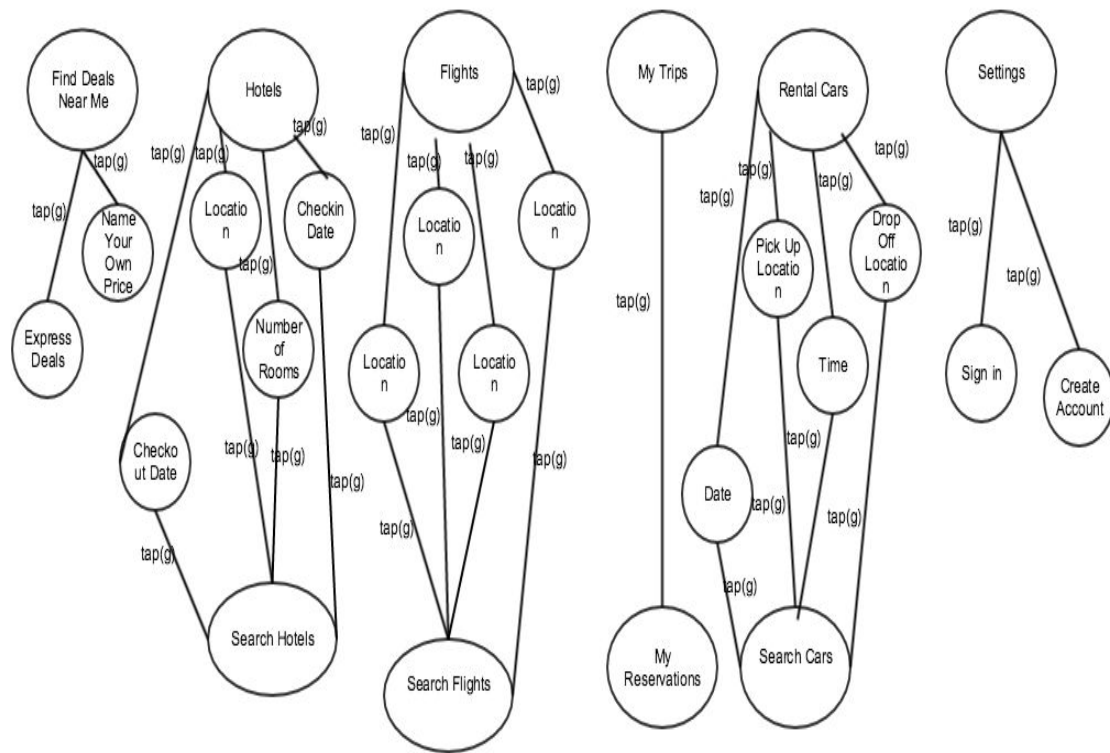 Find Deals
Near Me
tap(g)
tap(g)
Name
Your
Own
Price
Express
Deals
Hotels
tap(g)
tap(g)
tap(g)
tap(g)
Locatio
n
Checkin
Date
Number
of
Rooms
Checko
ut Date
tap(g)
tap(g)
tap(g)
tap(g)
Search Hotels
Flights
tap(g)
tap(g)
tap(g)
tap(g)
Locatio
n
Locatio
n
Locatio
n
Locatio
n
tap(g)
tap(g)
tap(g)
tap(g)
Search Flights
My Trips
tap(g)
My
Reservations
Rental Cars
tap(g)
tap(g)
tap(g)
tap(g)
Pick Up
Locatio
n
Drop
Off
Locatio
n
Time
Date
tap(g)
tap(g)
tap(g)
tap(g)
Search Cars
Settings
tap(g)
tap(g)
Sign in
Create
Account